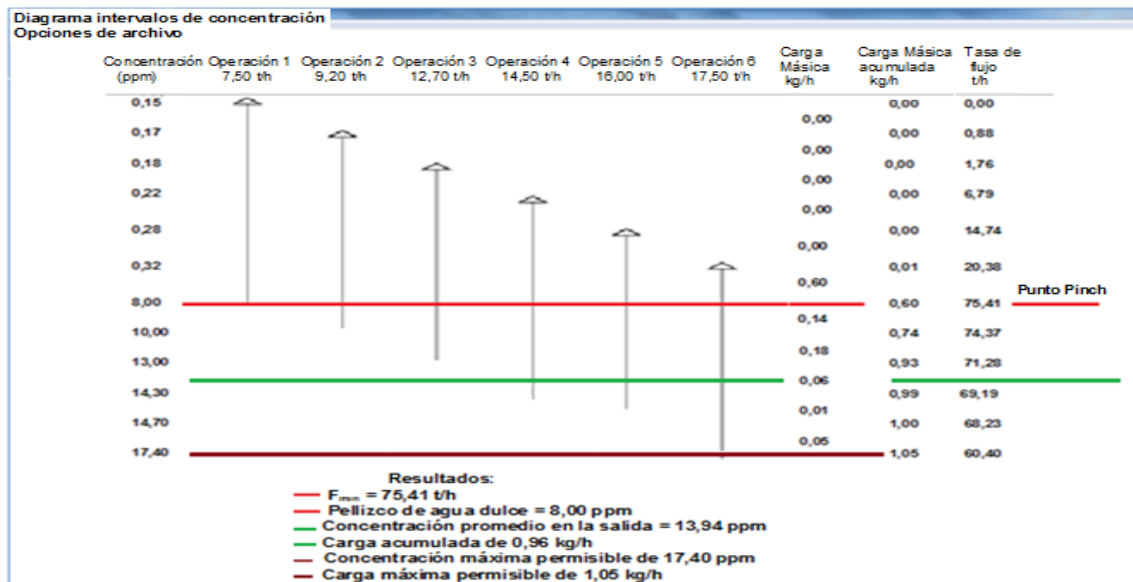 Diagrama intervalos de concentración
Opciones de archivo
Concentración (ppm) Operación 1 7,50 t/h Operación 2 9,20 t/h Operación 3 12,70 t/h Operación 4 14,50 t/h Operación 5 16,00 t/h Operación 6 17,50 t/h Carga Másica kg/h Carga Másica acumulada kg/h Tasa de flujo t/h
0,15 0,00 0,00
0,00
0,17 0,00 0,88
0,00
0,18 0,00 1,76
0,00
0,22 0,00 6,79
0,00
0,28 0,00 14,74
0,00
0,32 0,01 20,38
0,60
Punto Pinch
8,00 0,60 75,41
0,14
10,00 0,74 74,37
0,18
13,00 0,93 71,28
0,06
14,30 0,99 69,19
0,01
14,70 1,00 68,23
0,05
17,40 1,05 60,40
Resultados:
Fmin = 75,41 t/h
Pellizco de agua dulce = 8,00 ppm
Concentración promedio en la salida = 13,94 ppm
Carga acumulada de 0,96 kg/h
Concentración máxima permisible de 17,40 ppm
Carga máxima permisible de 1,05 kg/h